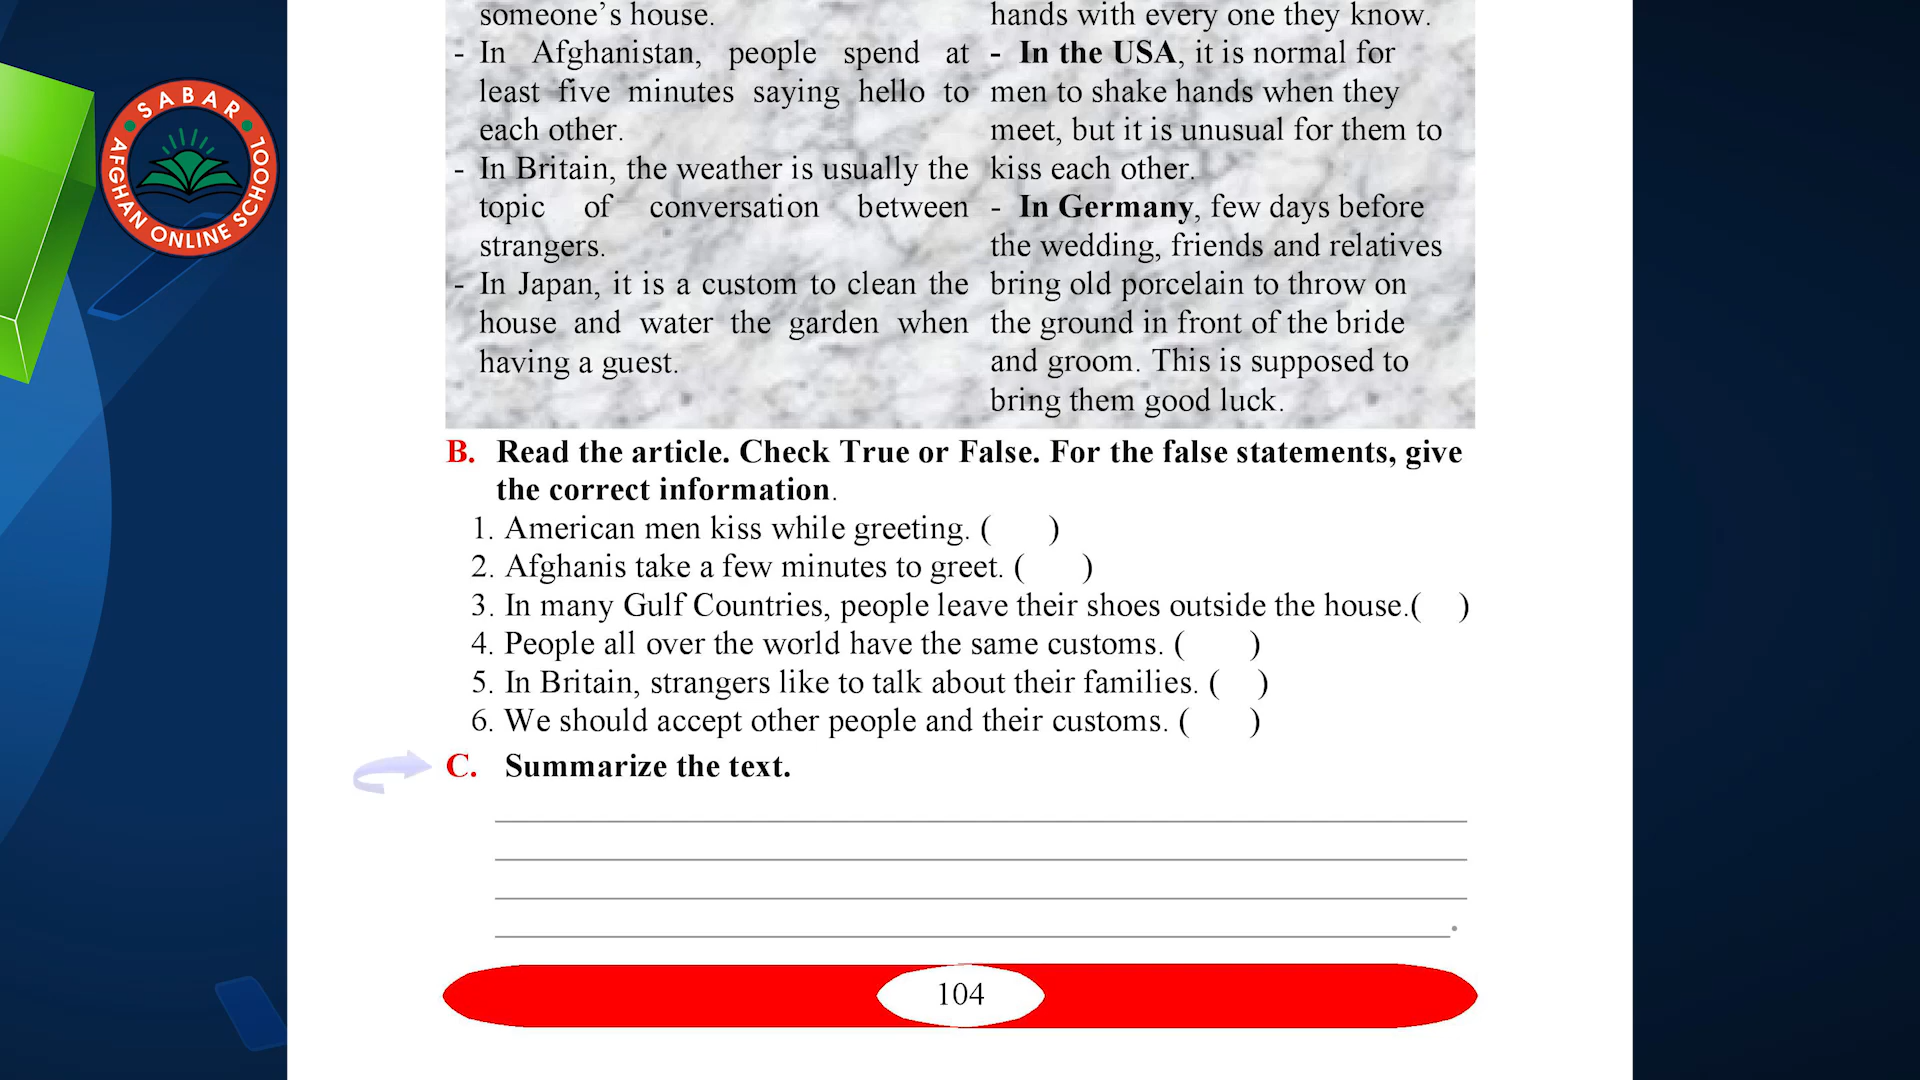 SABAR
AFGHAN ONLINE SCHOOL
someone's house.
- In Afghanistan, people spend at
least five minutes saying hello to
each other.
- In Britain, the weather is usually the
topic of conversation between
strangers.
- In Japan, it is a custom to clean the
house and water the garden when
having a guest.
hands with every one they know.
- In the USA, it is normal for
men to shake hands when they
meet, but it is unusual for them to
kiss each other.
- In Germany, few days before
the wedding, friends and relatives
bring old porcelain to throw on
the ground in front of the bride
and groom. This is supposed to
bring them good luck.
B. Read the article. Check True or False. For the false statements, give
the correct information.
1. American men kiss while greeting. ( )
2. Afghanis take a few minutes to greet. ( )
3. In many Gulf Countries, people leave their shoes outside the house.( )
4. People all over the world have the same customs. ( )
5. In Britain, strangers like to talk about their families. ( )
6. We should accept other people and their customs. ( )
C. Summarize the text.
104